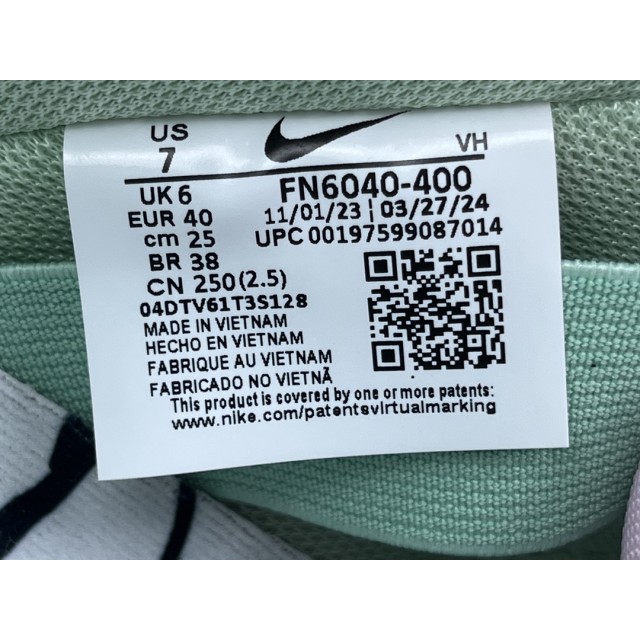 US
7
VH
UK 6
FN6040-400
EUR 40
11/01/23 | 03/27/24
cm 25
UPC 00197599087014
BR 38
CN 250(2.5)
04DTV61T3S128
MADE IN VIETNAM
HECHO EN VIETNAM
FABRIQUE AU VIETNAM
FABRICADO NO VIETNÃ
This product is covered by one or more patents:
www.nike.com/patentsvirtualmarking